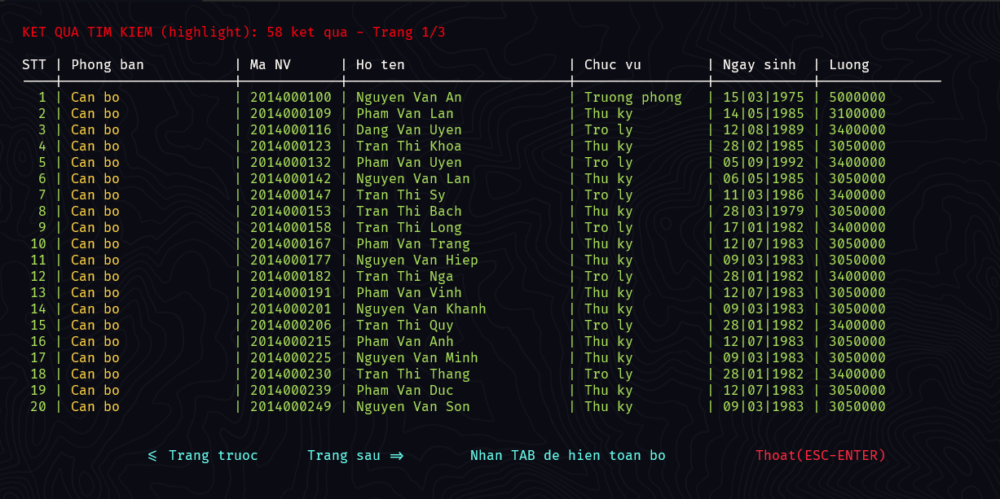 KET QUA TIM KIEM (highlight): 58 ket qua - Trang 1/3
STT | Phong ban | Ma NV | Ho ten | Chuc vu | Ngay sinh | Luong
1 | Can bo | 2014000100 | Nguyen Van An | Truong phong | 15|03|1975 | 5000000
2 | Can bo | 2014000109 | Pham Van Lan | Thu ky | 14|05|1985 | 3100000
3 | Can bo | 2014000116 | Dang Van Uyen | Tro ly | 12|08|1989 | 3400000
4 | Can bo | 2014000123 | Tran Thi Khoa | Thu ky | 28|02|1985 | 3050000
5 | Can bo | 2014000132 | Pham Van Uyen | Tro ly | 05|09|1992 | 3400000
6 | Can bo | 2014000142 | Nguyen Van Lan | Thu ky | 06|05|1985 | 3050000
7 | Can bo | 2014000147 | Tran Thi Sy | Tro ly | 11|03|1986 | 3400000
8 | Can bo | 2014000153 | Tran Thi Bach | Thu ky | 28|03|1979 | 3050000
9 | Can bo | 2014000158 | Tran Thi Long | Tro ly | 17|01|1982 | 3400000
10 | Can bo | 2014000167 | Pham Van Trang | Thu ky | 12|07|1983 | 3050000
11 | Can bo | 2014000177 | Nguyen Van Hiep | Thu ky | 09|03|1983 | 3050000
12 | Can bo | 2014000182 | Tran Thi Nga | Tro ly | 28|01|1982 | 3400000
13 | Can bo | 2014000191 | Pham Van Vinh | Thu ky | 12|07|1983 | 3050000
14 | Can bo | 2014000201 | Nguyen Van Khanh | Thu ky | 09|03|1983 | 3050000
15 | Can bo | 2014000206 | Tran Thi Quy | Tro ly | 28|01|1982 | 3400000
16 | Can bo | 2014000215 | Pham Van Anh | Thu ky | 12|07|1983 | 3050000
17 | Can bo | 2014000225 | Nguyen Van Minh | Thu ky | 09|03|1983 | 3050000
18 | Can bo | 2014000230 | Tran Thi Thang | Tro ly | 28|01|1982 | 3400000
19 | Can bo | 2014000239 | Pham Van Duc | Thu ky | 12|07|1983 | 3050000
20 | Can bo | 2014000249 | Nguyen Van Son | Thu ky | 09|03|1983 | 3050000
<= Trang truoc Trang sau => Nhan TAB de hien toan bo Thoat(ESC-ENTER)